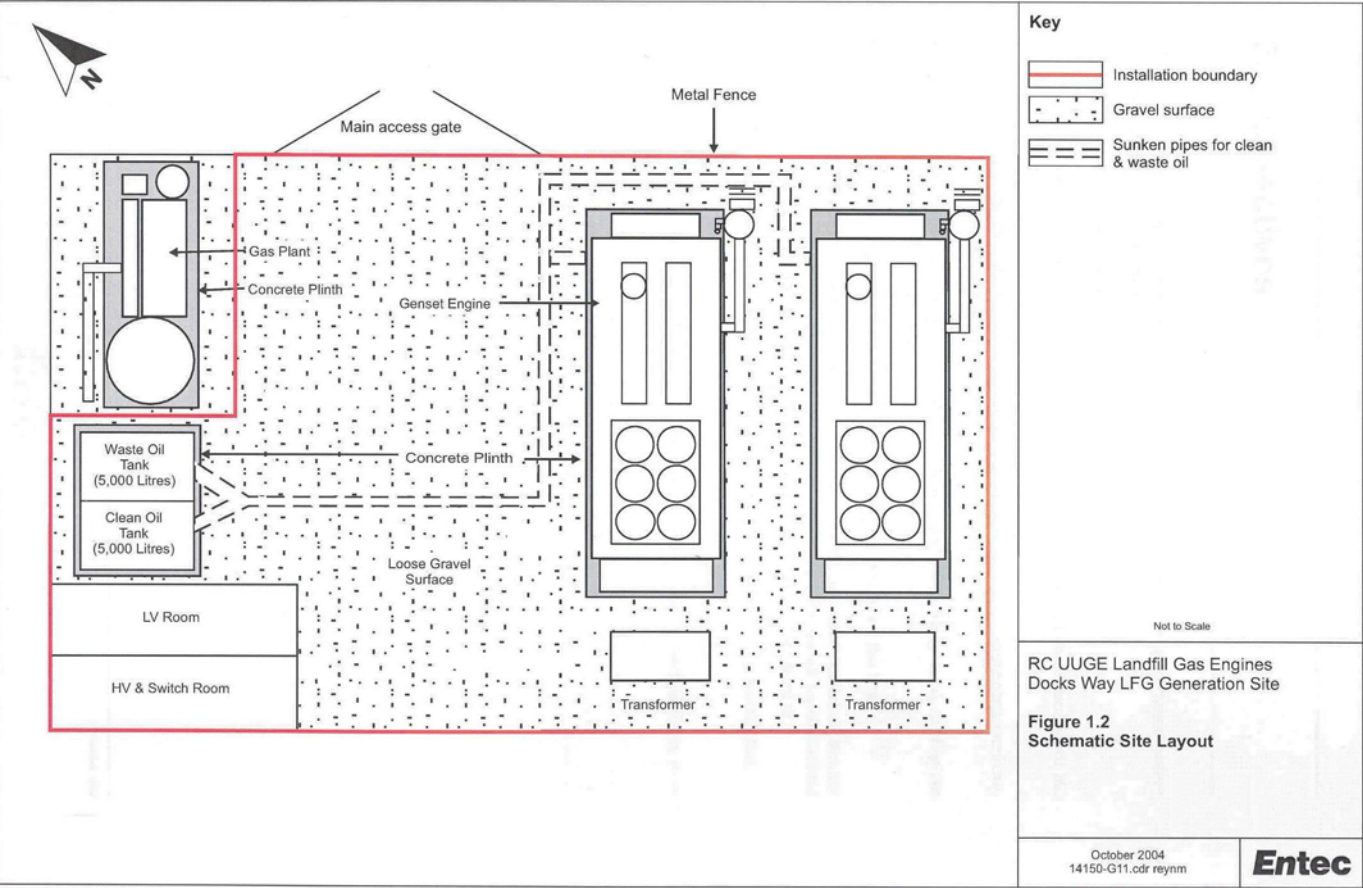 N
Main access gate
Metal Fence
Gas Plant
Concrete Plinth
Genset Engine
Waste Oil
Tank
(5,000 Litres)
Concrete Plinth
Clean Oil
Tank
(5,000 Litres)
Loose Gravel
Surface
LV Room
HV & Switch Room
Transformer
Transformer
Key
Installation boundary
Gravel surface
Sunken pipes for clean
& waste oil
Not to Scale
RC UUGE Landfill Gas Engines
Docks Way LFG Generation Site
Figure 1.2
Schematic Site Layout
October 2004
14150-G11.cdr reynm
Entec